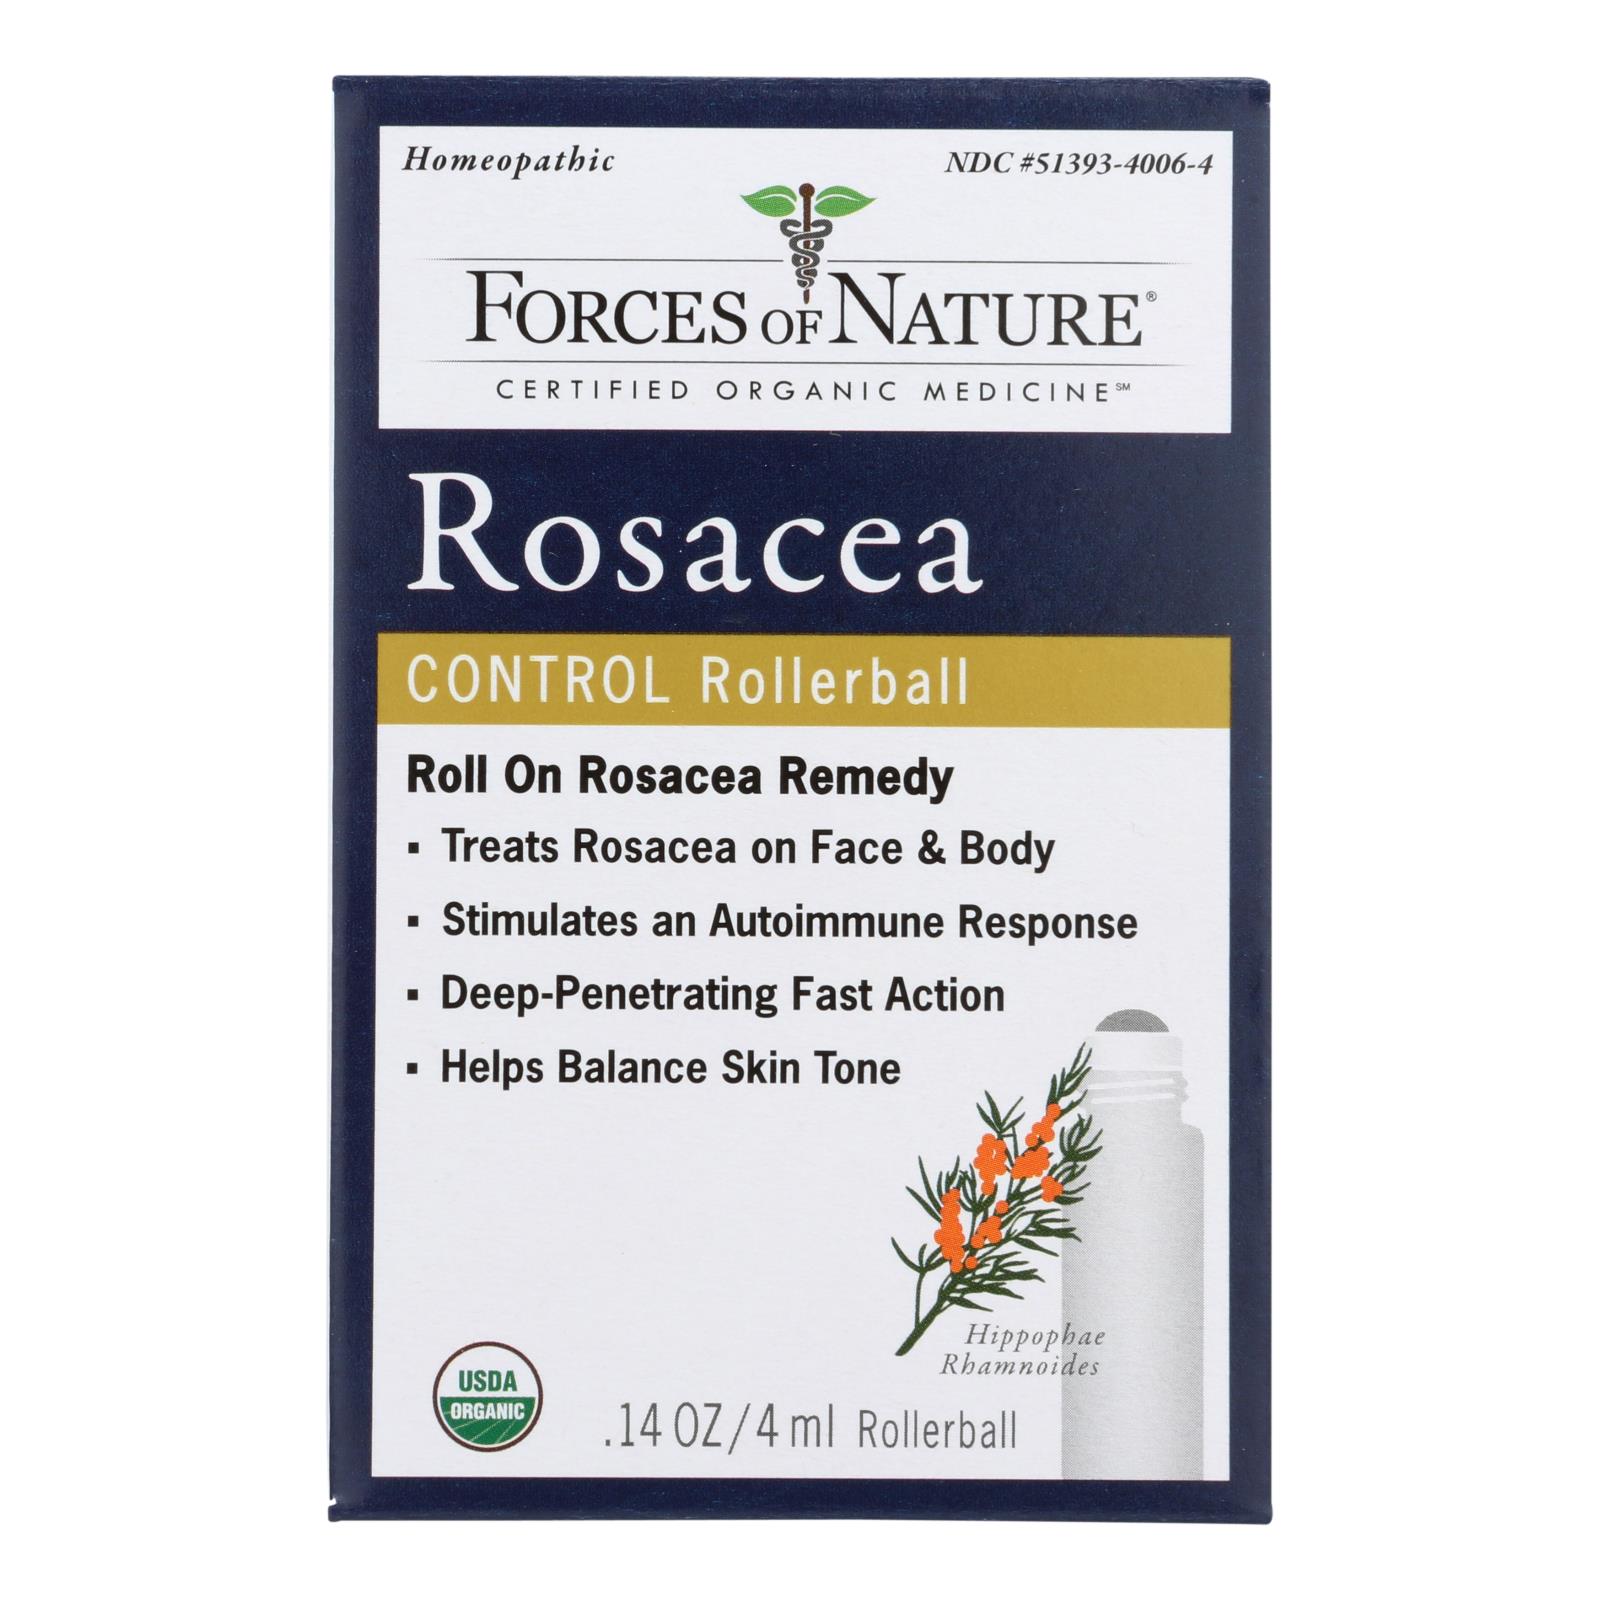 Homeopathic NDC #51393-4006-4
FORCES OF NATURE®
CERTIFIED ORGANIC MEDICINE℠
Rosacea
CONTROL Rollerball
Roll On Rosacea Remedy
▪ Treats Rosacea on Face & Body
▪ Stimulates an Autoimmune Response
▪ Deep-Penetrating Fast Action
▪ Helps Balance Skin Tone
Hippophae
Rhamnoides
USDA
ORGANIC
.14 OZ/4 ml Rollerball